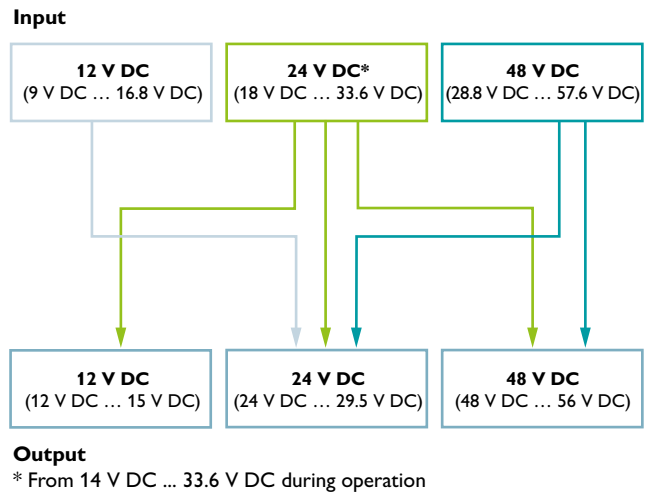 Input
12 V DC
(9 V DC … 16.8 V DC)
24 V DC*
(18 V DC … 33.6 V DC)
48 V DC
(28.8 V DC … 57.6 V DC)
12 V DC
(12 V DC … 15 V DC)
24 V DC
(24 V DC … 29.5 V DC)
48 V DC
(48 V DC … 56 V DC)
Output
* From 14 V DC ... 33.6 V DC during operation